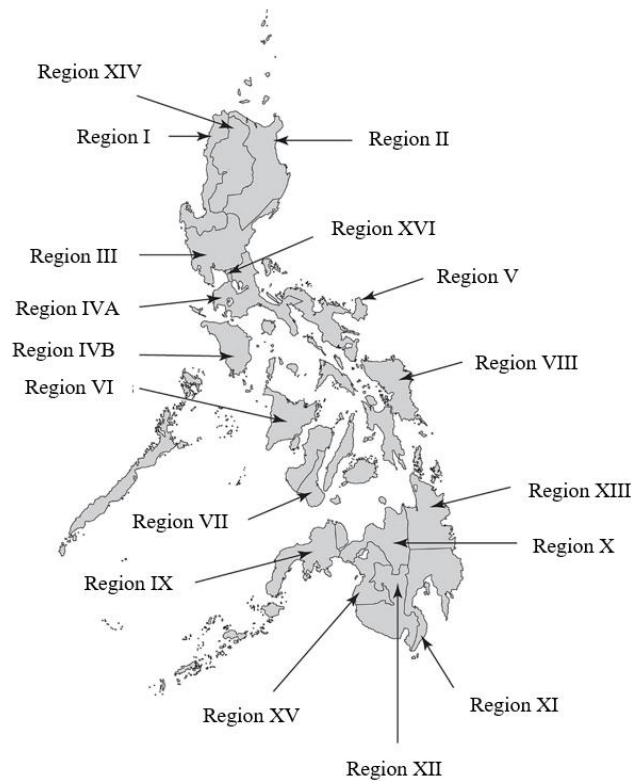 Region XIV
Region I
Region II
Region XVI
Region III
Region V
Region IVA
Region IVB
Region VIII
Region VI
Region XIII
Region VII
Region X
Region IX
Region XI
Region XV
Region XII